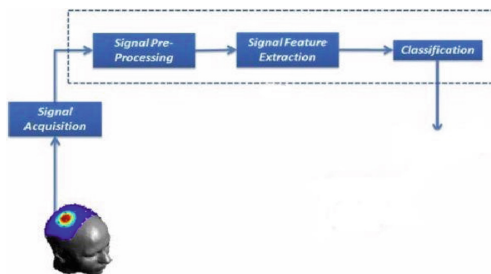 Signal Pre-
Processing
Signal Feature
Extraction
Classification
Signal
Acquisition